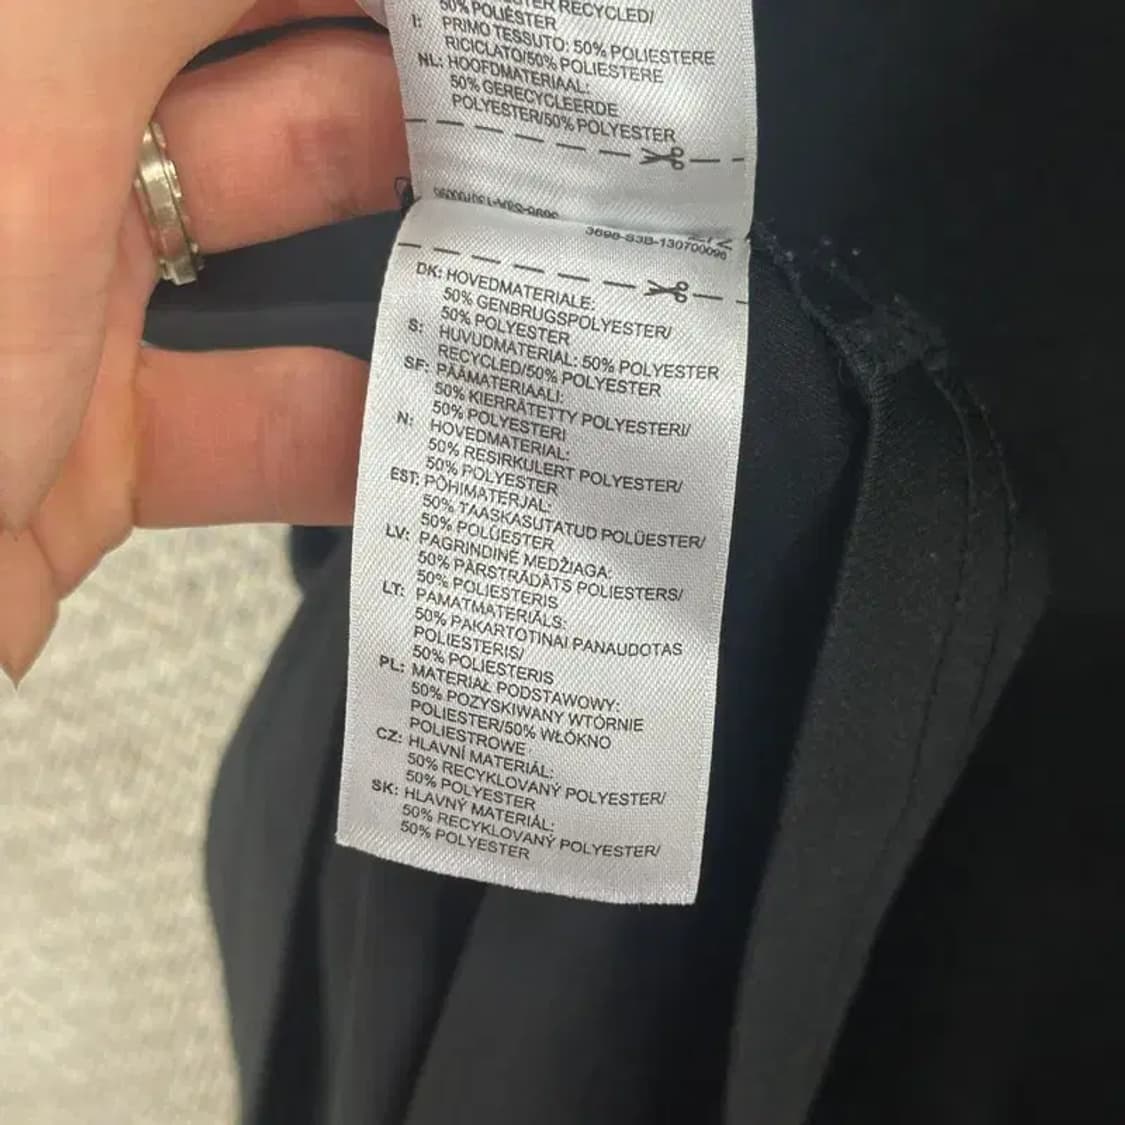 RECYCLED/
50% POLIÉSTER
I: PRIMO TESSUTO: 50% POLIESTERE
RICICLATO/50% POLIESTERE
NL: HOOFDMATERIAAL:
50% GERECYCLEERDE
POLYESTER/50% POLYESTER
3698-S3B-130700096
DK: HOVEDMATERIALE:
50% GENBRUGSPOLYESTER/
50% POLYESTER
S: HUVUDMATERIAL: 50% POLYESTER
RECYCLED/50% POLYESTER
SF: PÄÄMATERIAALI:
50% KIERRÄTETTY POLYESTERI/
50% POLYESTERI
N: HOVEDMATERIAL:
50% RESIRKULERT POLYESTER/
50% POLYESTER
EST: PÕHIMATERJAL:
50% TAASKASUTATUD POLÜESTER/
50% POLÜESTER
LV: PAGRINDINĖ MEDŽIAGA:
50% PĀRSTRĀDĀTS POLIESTERS/
50% POLIESTERIS
LT: PAMATMATERIĀLS:
50% PAKARTOTINAI PANAUDOTAS
POLIESTERIS/
50% POLIESTERIS
PL: MATERIAŁ PODSTAWOWY:
50% POZYSKIWANY WTÓRNIE
POLIESTER/50% WŁÓKNO
POLIESTROWE
CZ: HLAVNÍ MATERIÁL:
50% RECYKLOVANÝ POLYESTER/
50% POLYESTER
SK: HLAVNÝ MATERIÁL:
50% RECYKLOVANÝ POLYESTER/
50% POLYESTER